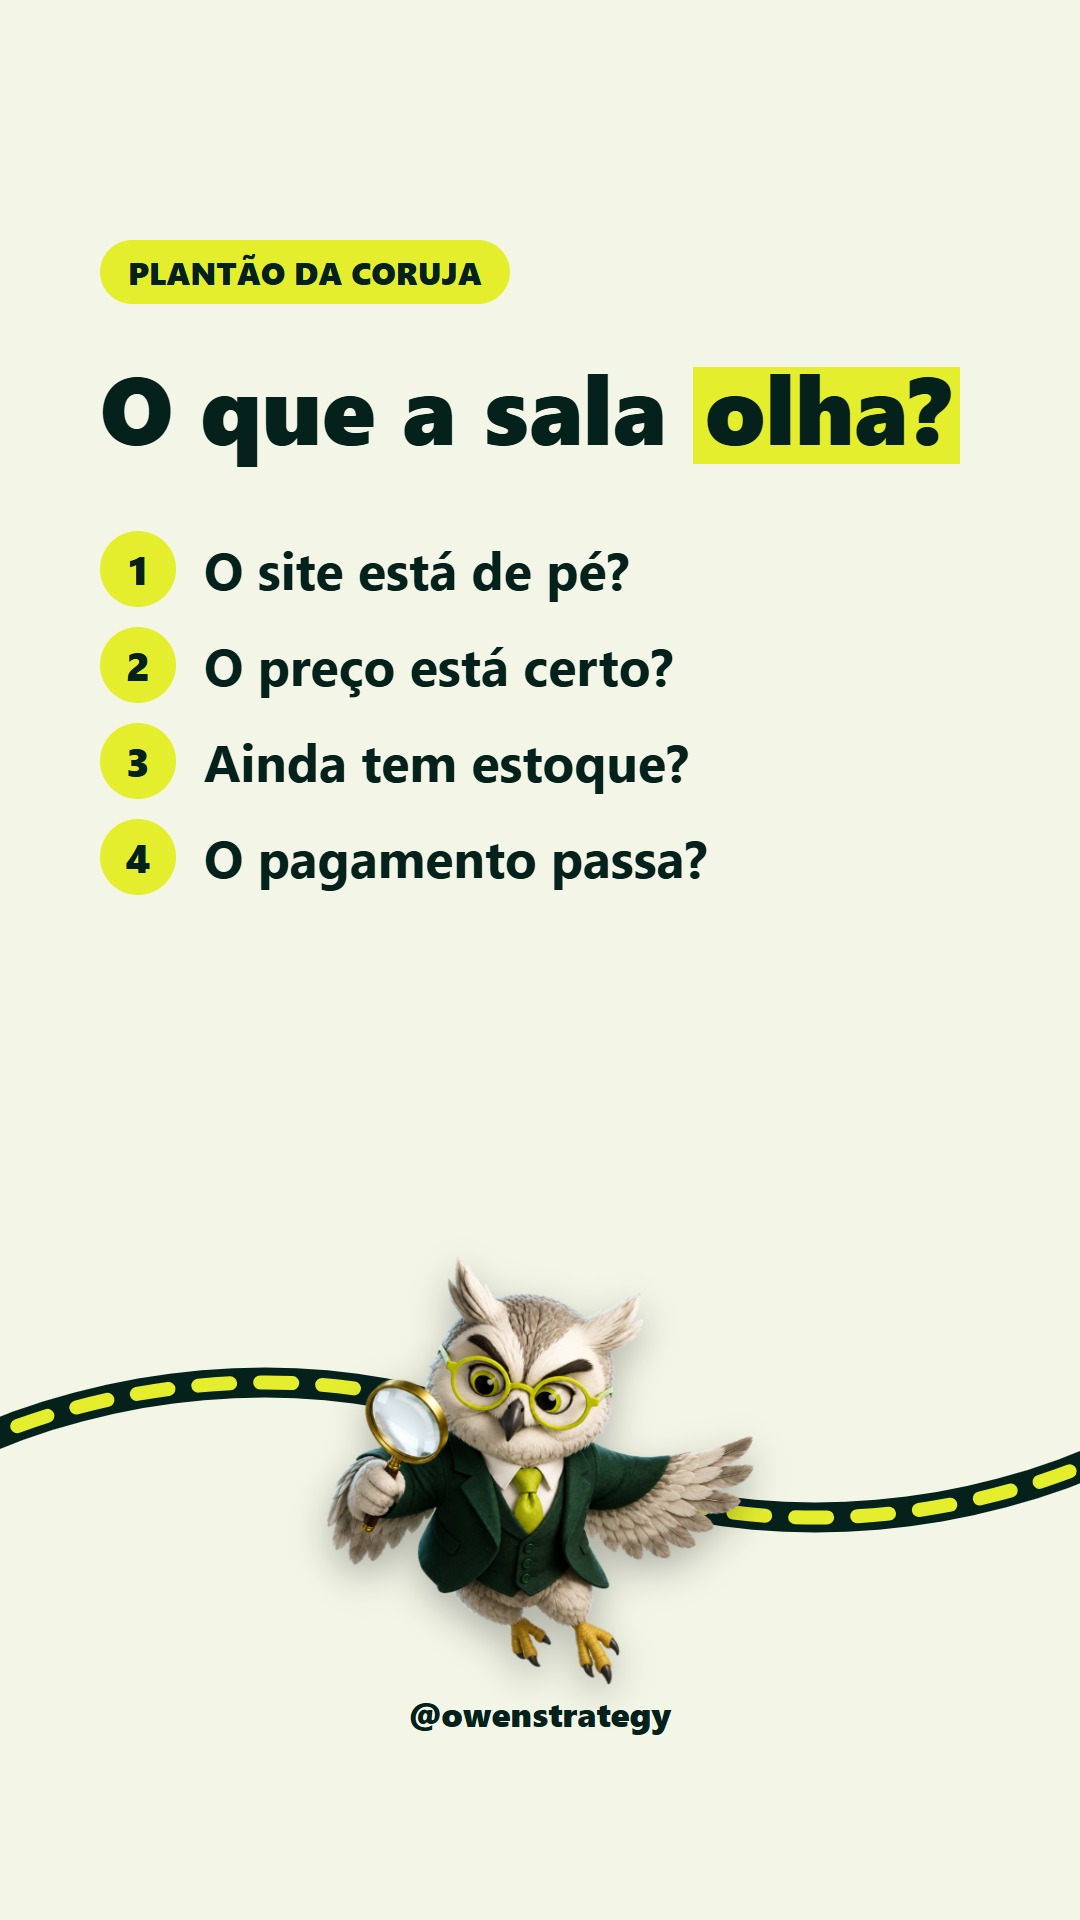 PLANTÃO DA CORUJA
O que a sala olha?
1 O site está de pé?
2 O preço está certo?
3 Ainda tem estoque?
4 O pagamento passa?
@owenstrategy